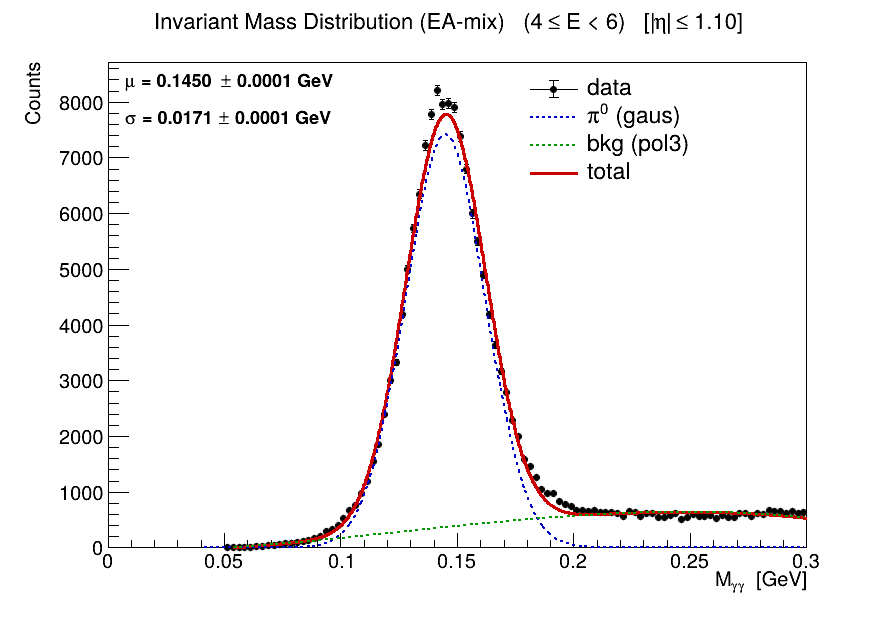 Invariant Mass Distribution (EA-mix) (4 ≤ E < 6) [|η| ≤ 1.10]
Counts
μ = 0.1450 ± 0.0001 GeV
σ = 0.0171 ± 0.0001 GeV
data
π⁰ (gaus)
bkg (pol3)
total
8000
7000
6000
5000
4000
3000
2000
1000
0
0 0.05 0.1 0.15 0.2 0.25 0.3
Mγγ [GeV]